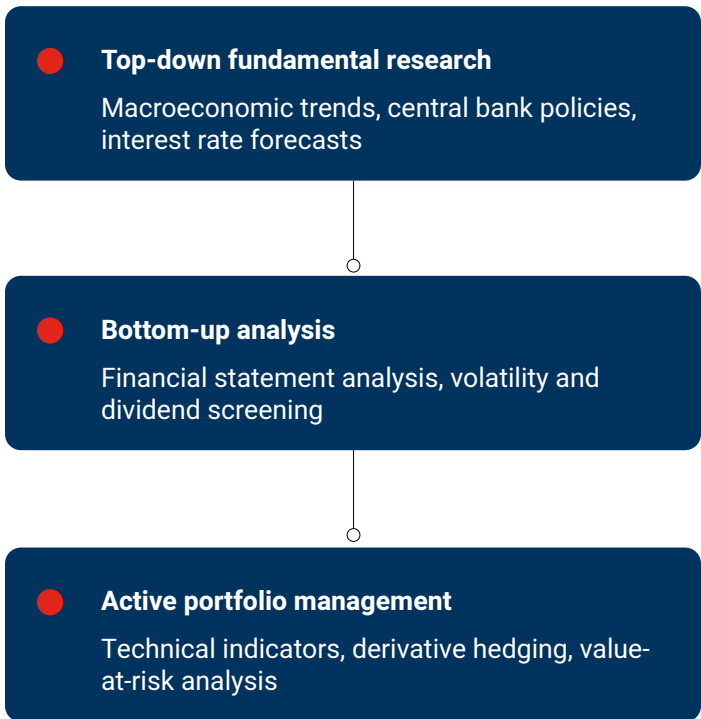 Top-down fundamental research
Macroeconomic trends, central bank policies,
interest rate forecasts
Bottom-up analysis
Financial statement analysis, volatility and
dividend screening
Active portfolio management
Technical indicators, derivative hedging, value-
at-risk analysis